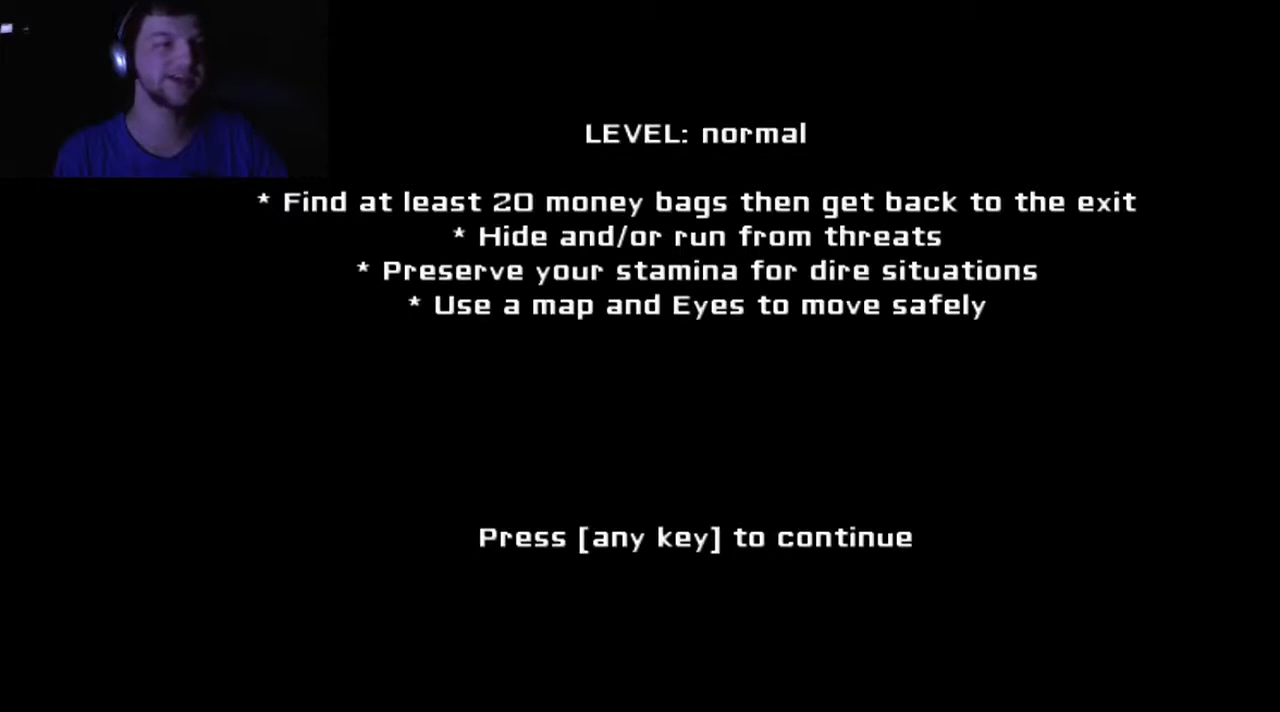 LEVEL: normal
* Find at least 20 money bags then get back to the exit
* Hide and/or run from threats
* Preserve your stamina for dire situations
* Use a map and Eyes to move safely
Press [any key] to continue